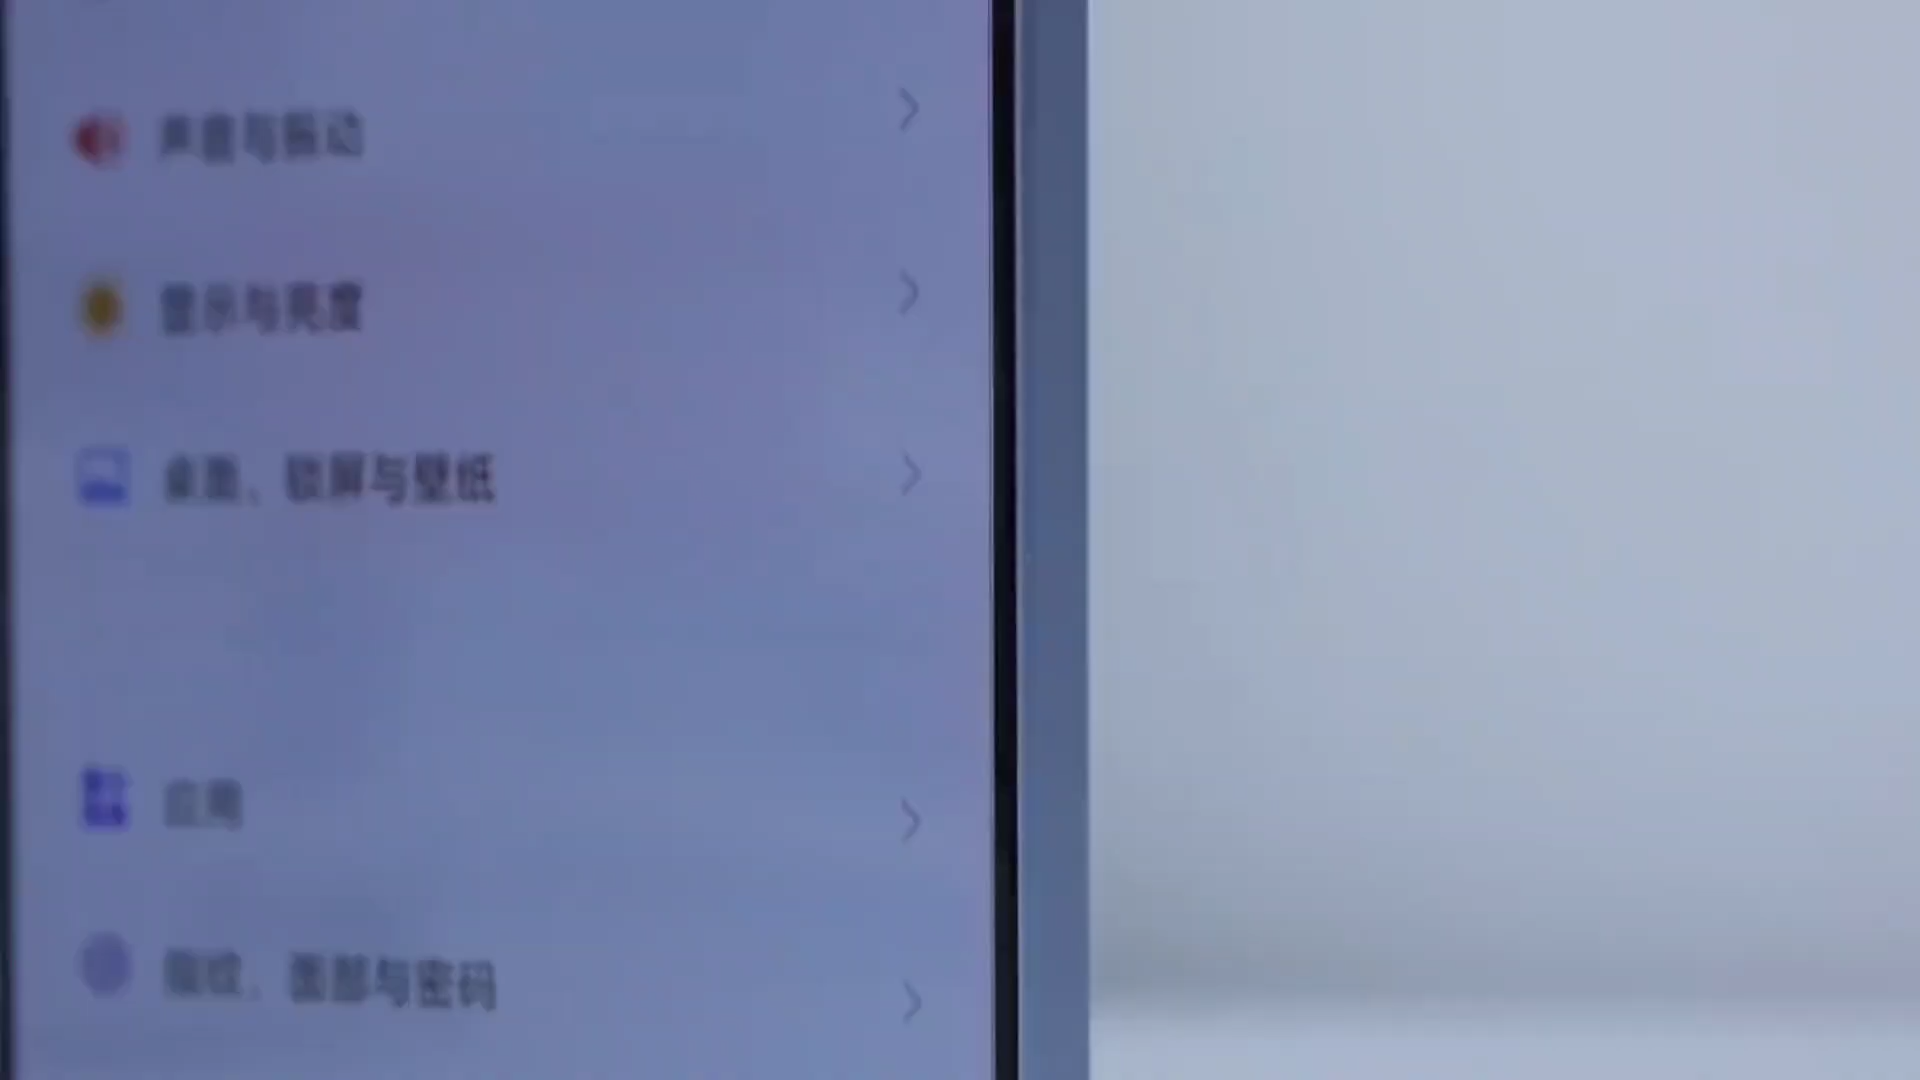 声音与振动
显示与亮度
桌面、锁屏与壁纸
应用
指纹、面部与密码